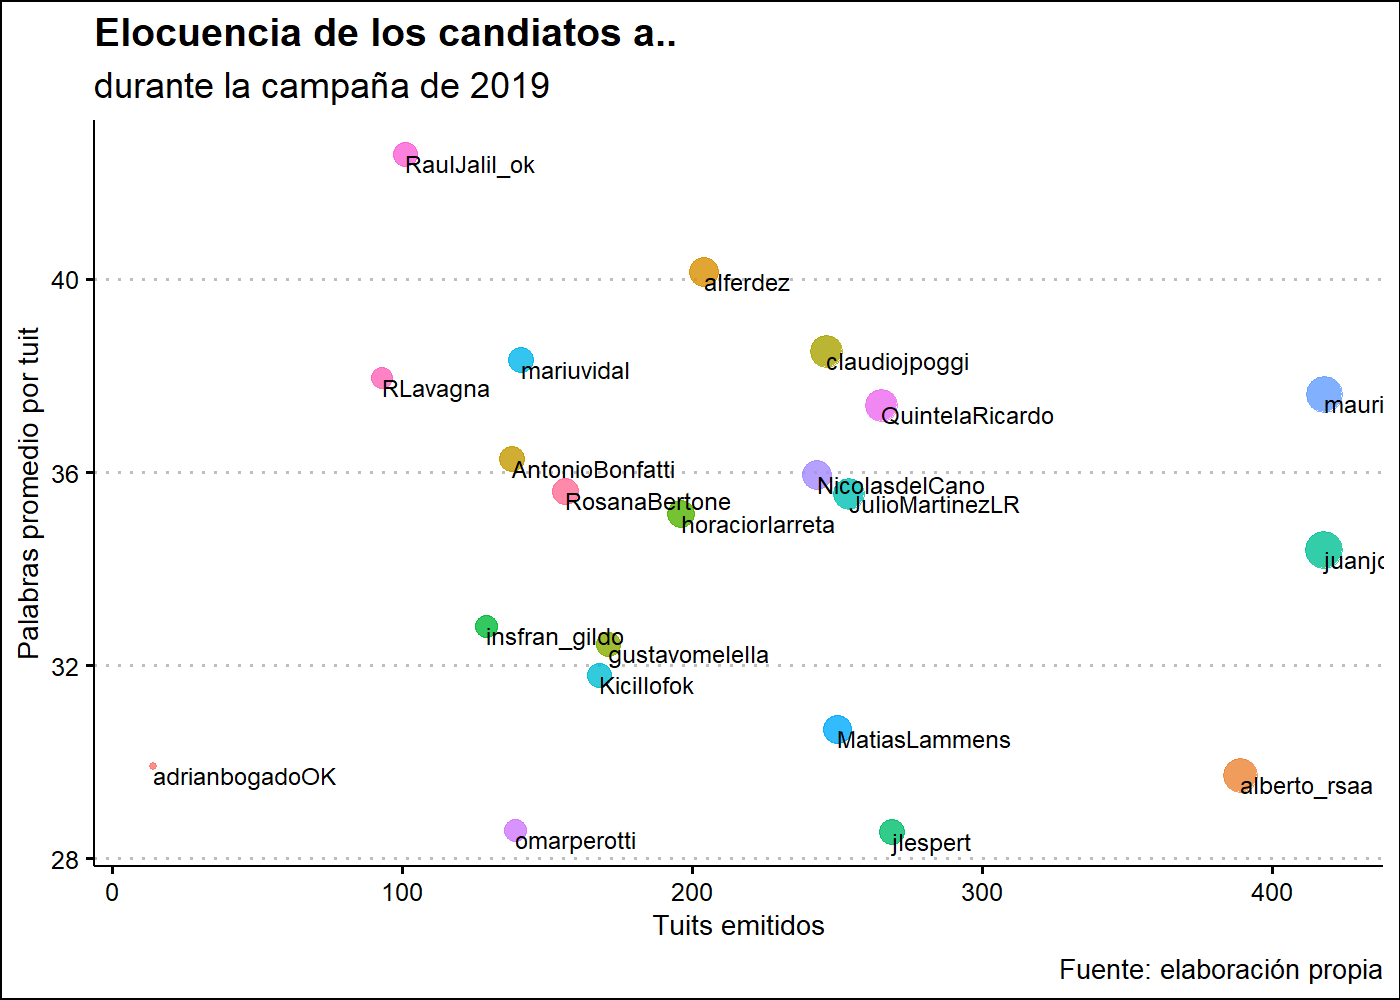 Elocuencia de los candiatos a..
durante la campaña de 2019
Palabras promedio por tuit
40
36
32
28
RaulJalil_ok
alferdez
claudiojpoggi
mariuvidal
RLavagna
mauri
QuintelaRicardo
AntonioBonfatti
NicolasdelCano
RosanaBertone
JulioMartinezLR
horaciorlarreta
juanjo
insfran_gildo
gustavomelella
Kicillofok
MatiasLammens
adrianbogadoOK
alberto_rsaa
omarperotti
jlespert
0 100 200 300 400
Tuits emitidos
Fuente: elaboración propia